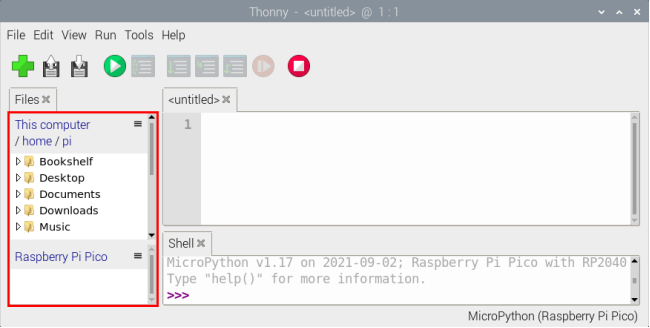 Thonny - <untitled> @ 1 : 1
File Edit View Run Tools Help
Files
This computer
/ home / pi
Bookshelf
Desktop
Documents
Downloads
Music
Raspberry Pi Pico
<untitled>
1
Shell
MicroPython v1.17 on 2021-09-02; Raspberry Pi Pico with RP2040
Type "help()" for more information.
>>>
MicroPython (Raspberry Pi Pico)